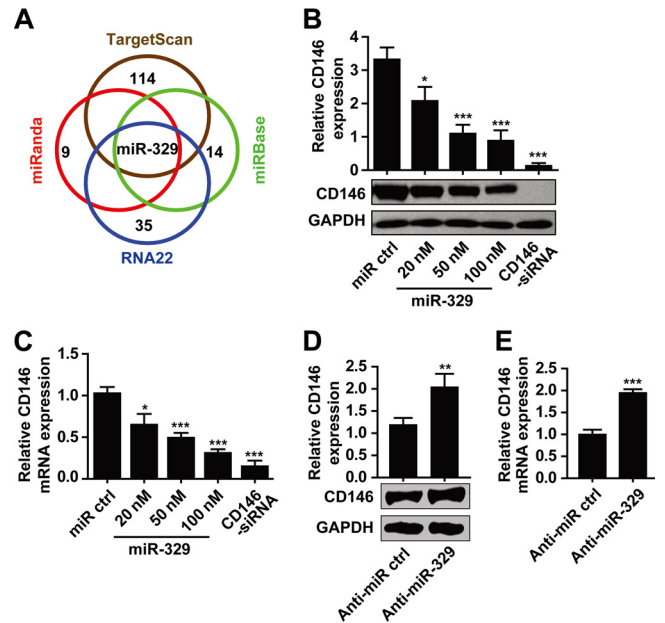 A
TargetScan
114
miRanda
9
miR-329
14
miRBase
35
RNA22
B
Relative CD146
expression
4
3
2
1
0
*
***
***
***
CD146
GAPDH
miR ctrl
20 nM
50 nM
100 nM
CD146
-siRNA
miR-329
C
Relative CD146
mRNA expression
1.5
1.0
0.5
0.0
*
***
***
***
miR ctrl
20 nM
50 nM
100 nM
CD146
-siRNA
miR-329
D
Relative CD146
expression
2.5
2.0
1.5
1.0
0.5
0.0
**
CD146
GAPDH
Anti-miR ctrl
Anti-miR-329
E
Relative CD146
mRNA expression
2.5
2.0
1.5
1.0
0.5
0.0
***
Anti-miR ctrl
Anti-miR-329